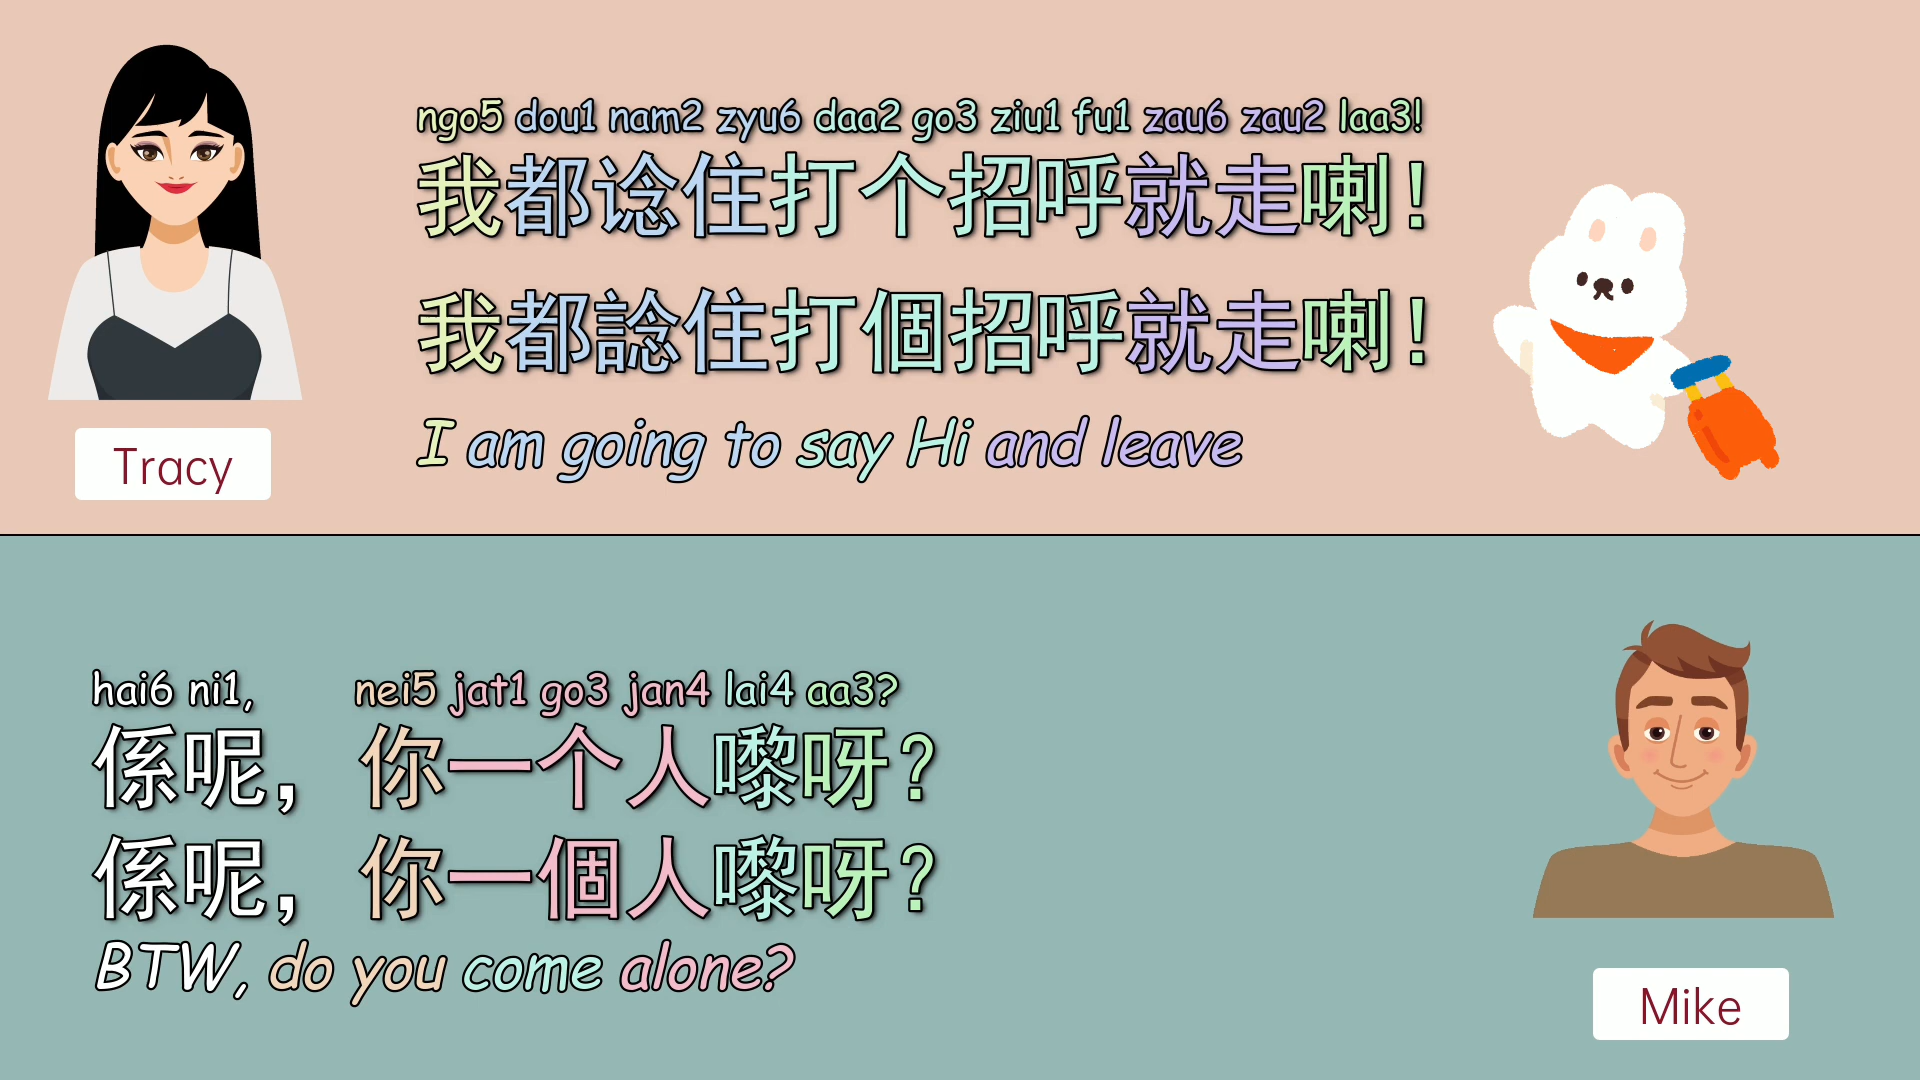 ngo5 dou1 nam2 zyu6 daa2 go3 ziu1 fu1 zau6 zau2 laa3!
我都谂住打个招呼就走喇！
我都諗住打個招呼就走喇！
I am going to say Hi and leave
Tracy
hai6 ni1, nei5 jat1 go3 jan4 lai4 aa3?
係呢，你一个人嚟呀？
係呢，你一個人嚟呀？
BTW, do you come alone?
Mike